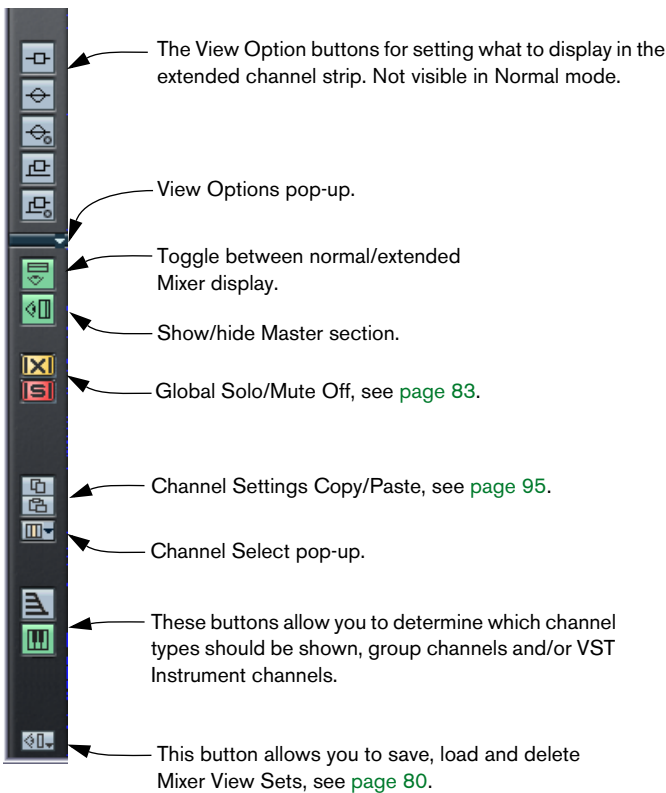 The View Option buttons for setting what to display in the
extended channel strip. Not visible in Normal mode.
View Options pop-up.
Toggle between normal/extended
Mixer display.
Show/hide Master section.
X
S
Global Solo/Mute Off, see page 83.
Channel Settings Copy/Paste, see page 95.
Channel Select pop-up.
These buttons allow you to determine which channel
types should be shown, group channels and/or VST
Instrument channels.
This button allows you to save, load and delete
Mixer View Sets, see page 80.